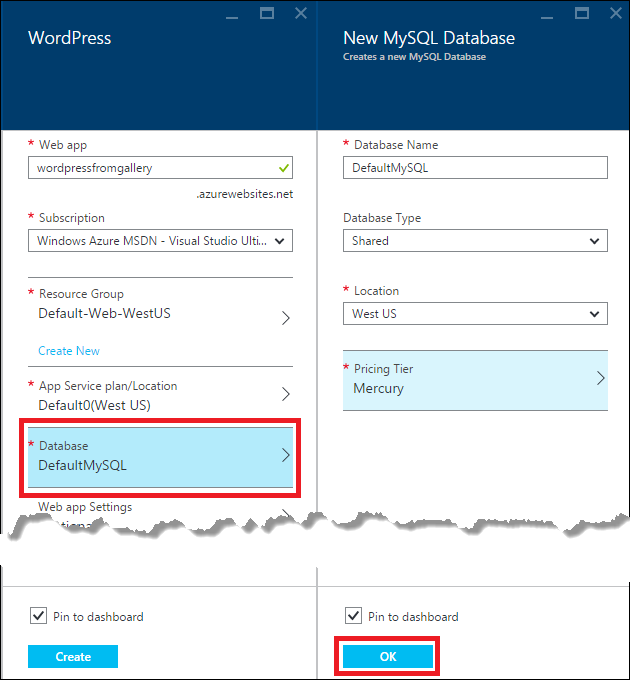 WordPress
* Web app
wordpressfromgallery
.azurewebsites.net
* Subscription
Windows Azure MSDN - Visual Studio Ulti...
* Resource Group
Default-Web-WestUS
Create New
* App Service plan/Location
Default0(West US)
* Database
DefaultMySQL
Web app Settings
Pin to dashboard
Create
New MySQL Database
Creates a new MySQL Database
* Database Name
DefaultMySQL
Database Type
Shared
* Location
West US
* Pricing Tier
Mercury
Pin to dashboard
OK